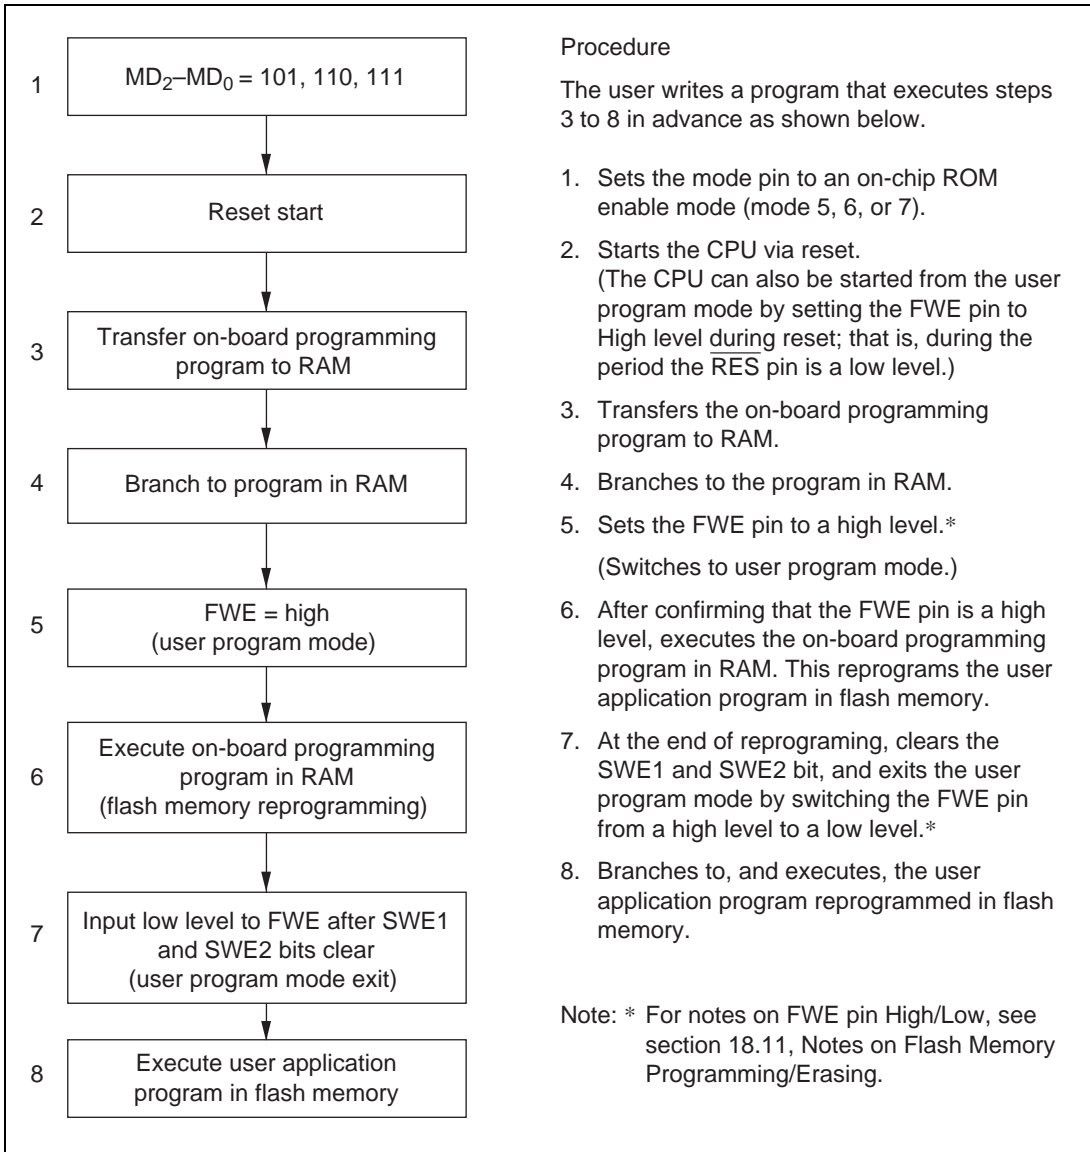 1
MD2–MD0 = 101, 110, 111
2
Reset start
3
Transfer on-board programming
program to RAM
4
Branch to program in RAM
5
FWE = high
(user program mode)
6
Execute on-board programming
program in RAM
(flash memory reprogramming)
7
Input low level to FWE after SWE1
and SWE2 bits clear
(user program mode exit)
8
Execute user application
program in flash memory
Procedure
The user writes a program that executes steps
3 to 8 in advance as shown below.
1. Sets the mode pin to an on-chip ROM
enable mode (mode 5, 6, or 7).
2. Starts the CPU via reset.
(The CPU can also be started from the user
program mode by setting the FWE pin to
High level during reset; that is, during the
period the RES pin is a low level.)
3. Transfers the on-board programming
program to RAM.
4. Branches to the program in RAM.
5. Sets the FWE pin to a high level.*
(Switches to user program mode.)
6. After confirming that the FWE pin is a high
level, executes the on-board programming
program in RAM. This reprograms the user
application program in flash memory.
7. At the end of reprograming, clears the
SWE1 and SWE2 bit, and exits the user
program mode by switching the FWE pin
from a high level to a low level.*
8. Branches to, and executes, the user
application program reprogrammed in flash
memory.
Note: * For notes on FWE pin High/Low, see
section 18.11, Notes on Flash Memory
Programming/Erasing.